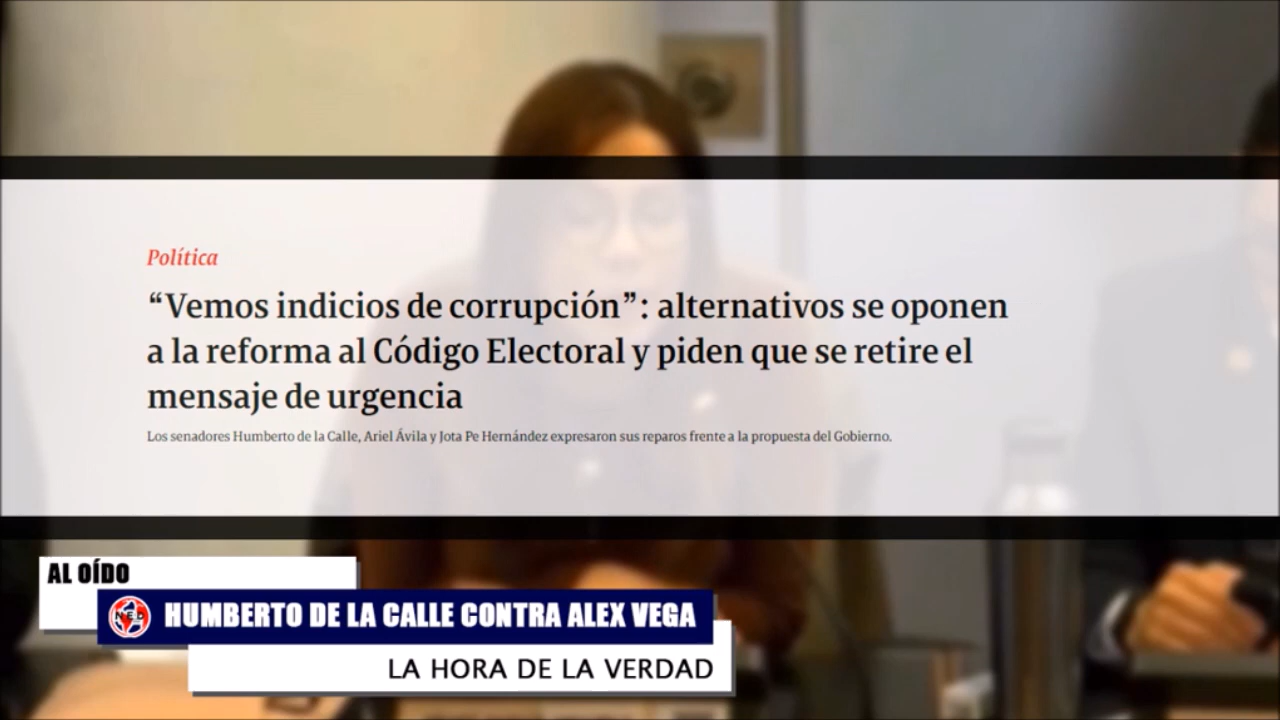 Política
“Vemos indicios de corrupción”: alternativos se oponen
a la reforma al Código Electoral y piden que se retire el
mensaje de urgencia
Los senadores Humberto de la Calle, Ariel Ávila y Jota Pe Hernández expresaron sus reparos frente a la propuesta del Gobierno.
AL OÍDO
HUMBERTO DE LA CALLE CONTRA ALEX VEGA
LA HORA DE LA VERDAD